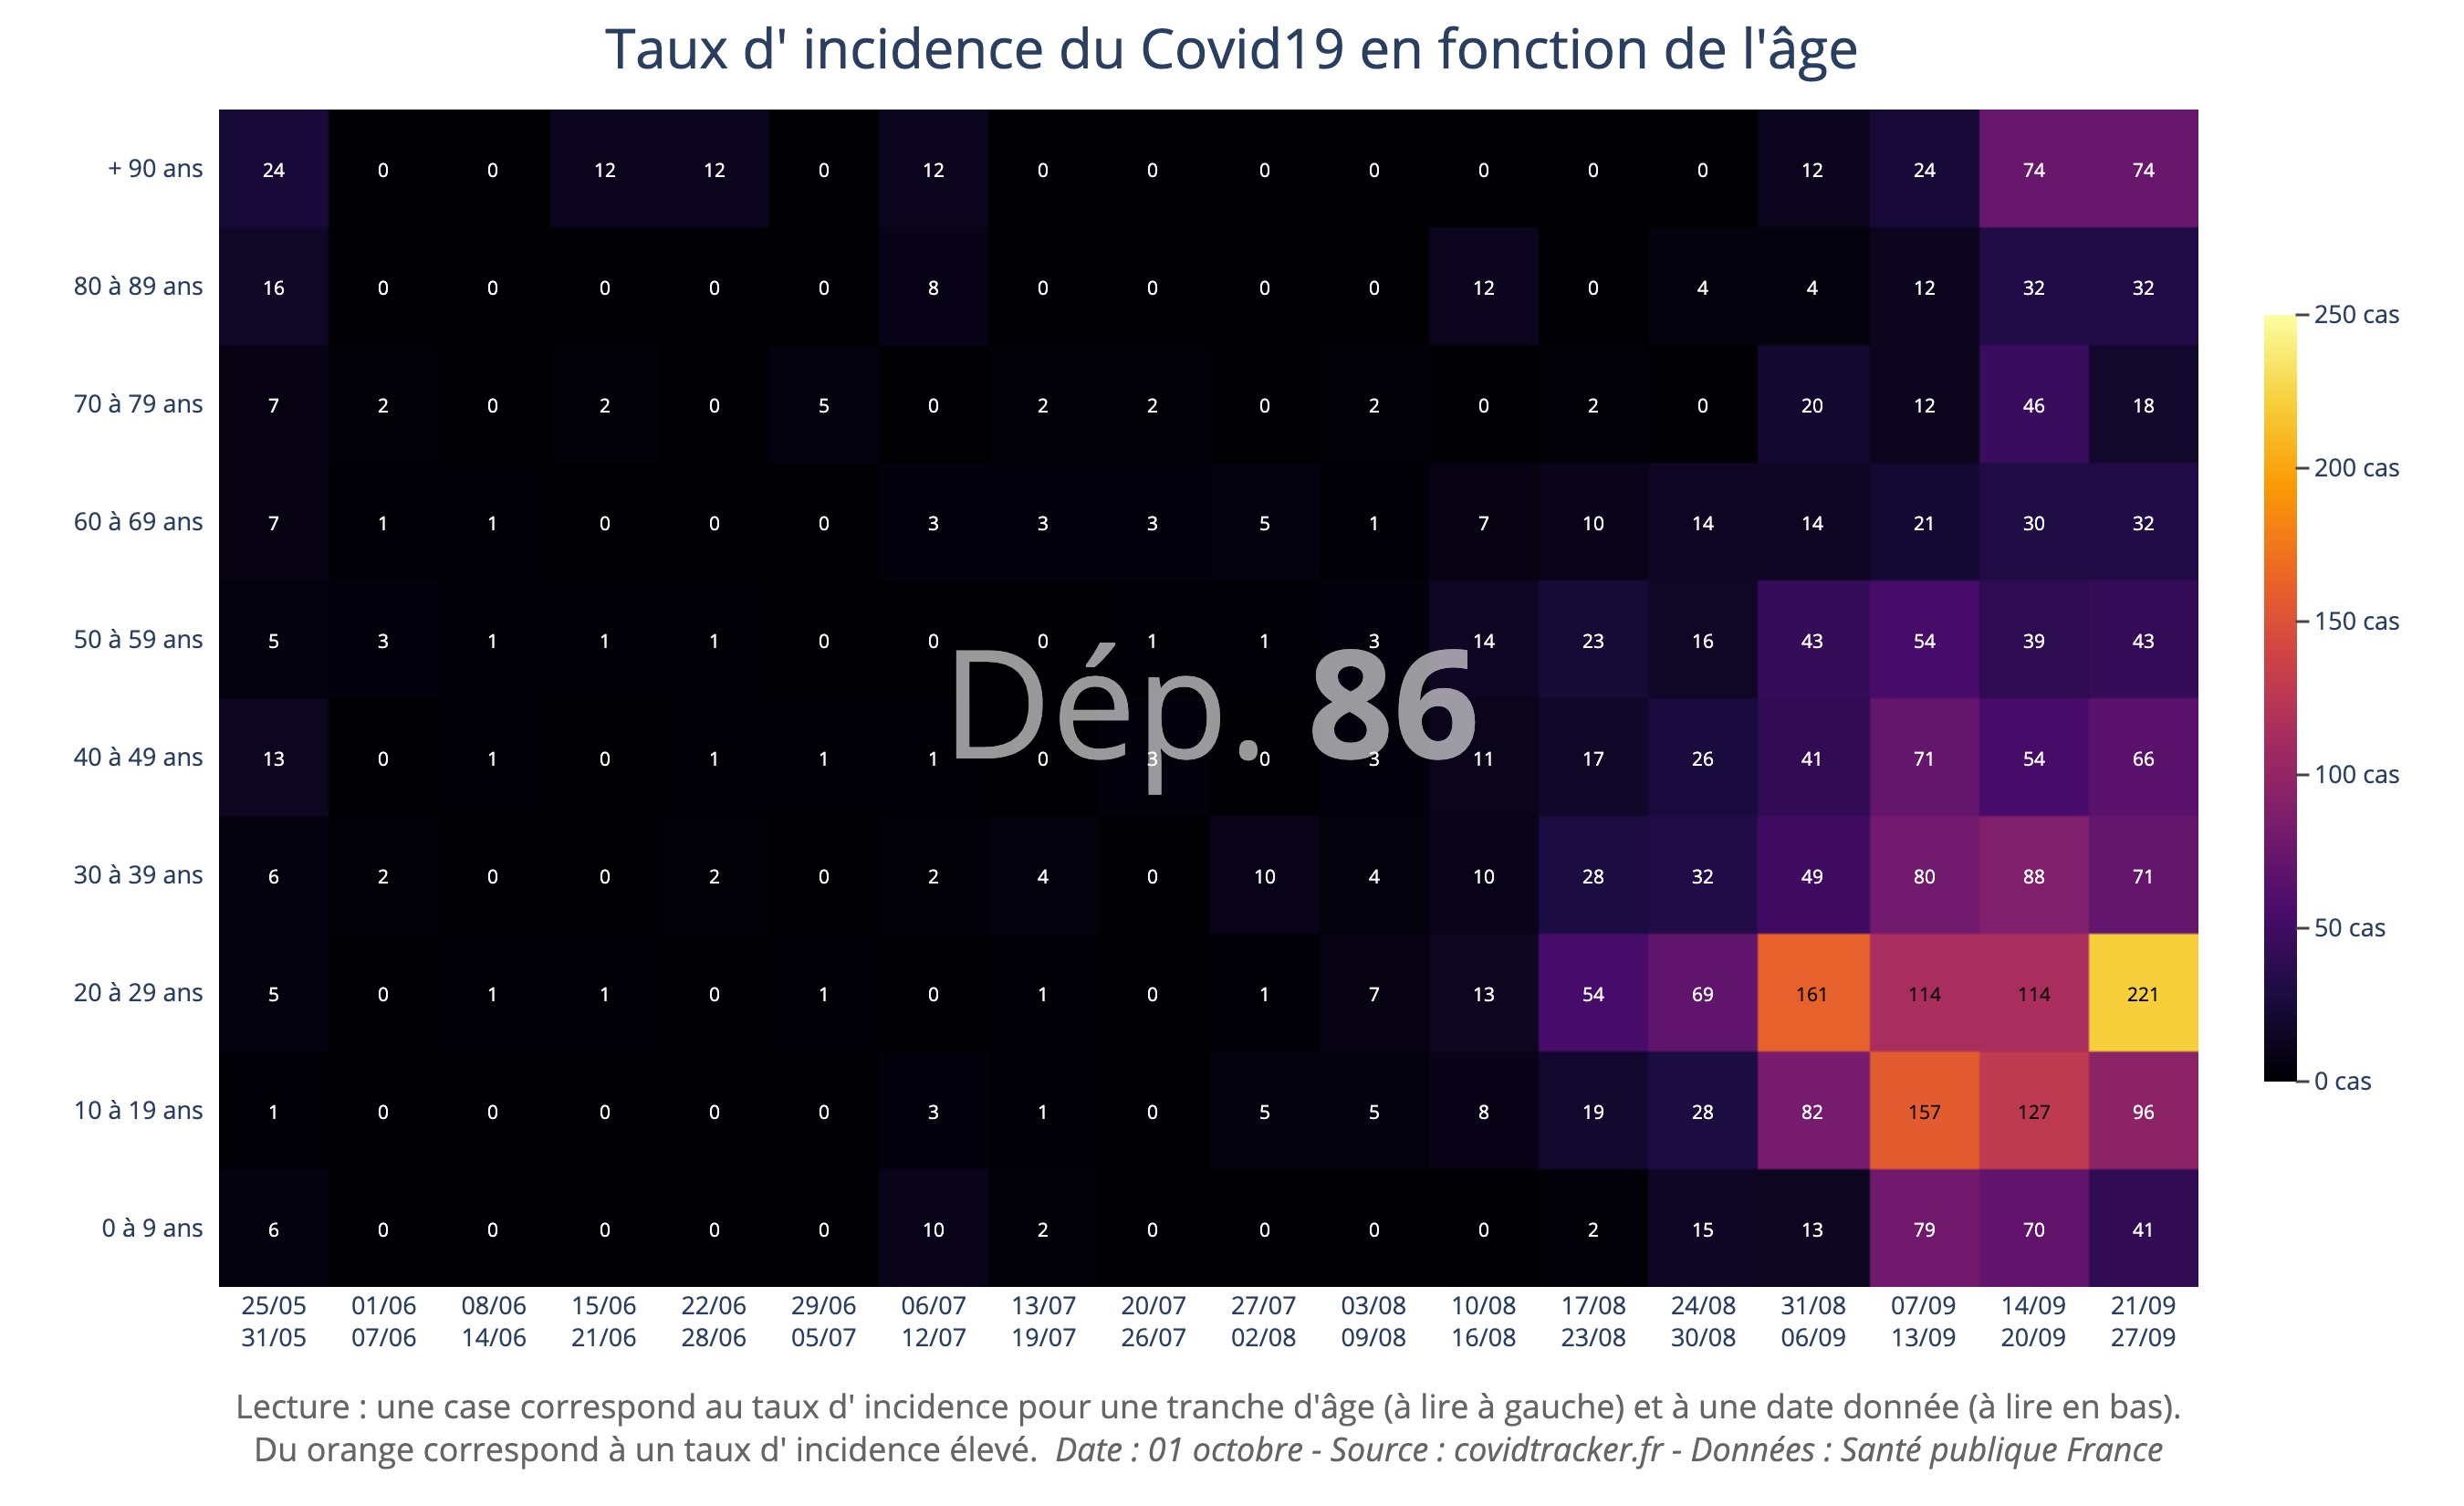 Taux d' incidence du Covid19 en fonction de l'âge
+ 90 ans 24 0 0 12 12 0 12 0 0 0 0 0 0 0 12 24 74 74
80 à 89 ans 16 0 0 0 0 0 8 0 0 0 0 12 0 4 4 12 32 32
250 cas
70 à 79 ans 7 2 0 2 0 5 0 2 2 0 2 0 2 0 20 12 46 18
200 cas
60 à 69 ans 7 1 1 0 0 0 3 3 3 5 1 7 10 14 14 21 30 32
150 cas
50 à 59 ans 5 3 1 1 1 0 0 0 1 1 3 14 23 16 43 54 39 43
Dép. 86
40 à 49 ans 13 0 1 0 1 1 1 0 3 0 3 11 17 26 41 71 54 66
100 cas
30 à 39 ans 6 2 0 0 2 0 2 4 0 10 4 10 28 32 49 80 88 71
50 cas
20 à 29 ans 5 0 1 1 0 1 0 1 0 1 7 13 54 69 161 114 114 221
0 cas
10 à 19 ans 1 0 0 0 0 0 3 1 0 5 5 8 19 28 82 157 127 96
0 à 9 ans 6 0 0 0 0 0 10 2 0 0 0 0 2 15 13 79 70 41
25/05 01/06 08/06 15/06 22/06 29/06 06/07 13/07 20/07 27/07 03/08 10/08 17/08 24/08 31/08 07/09 14/09 21/09
31/05 07/06 14/06 21/06 28/06 05/07 12/07 19/07 26/07 02/08 09/08 16/08 23/08 30/08 06/09 13/09 20/09 27/09
Lecture : une case correspond au taux d' incidence pour une tranche d'âge (à lire à gauche) et à une date donnée (à lire en bas).
Du orange correspond à un taux d' incidence élevé. Date : 01 octobre - Source : covidtracker.fr - Données : Santé publique France